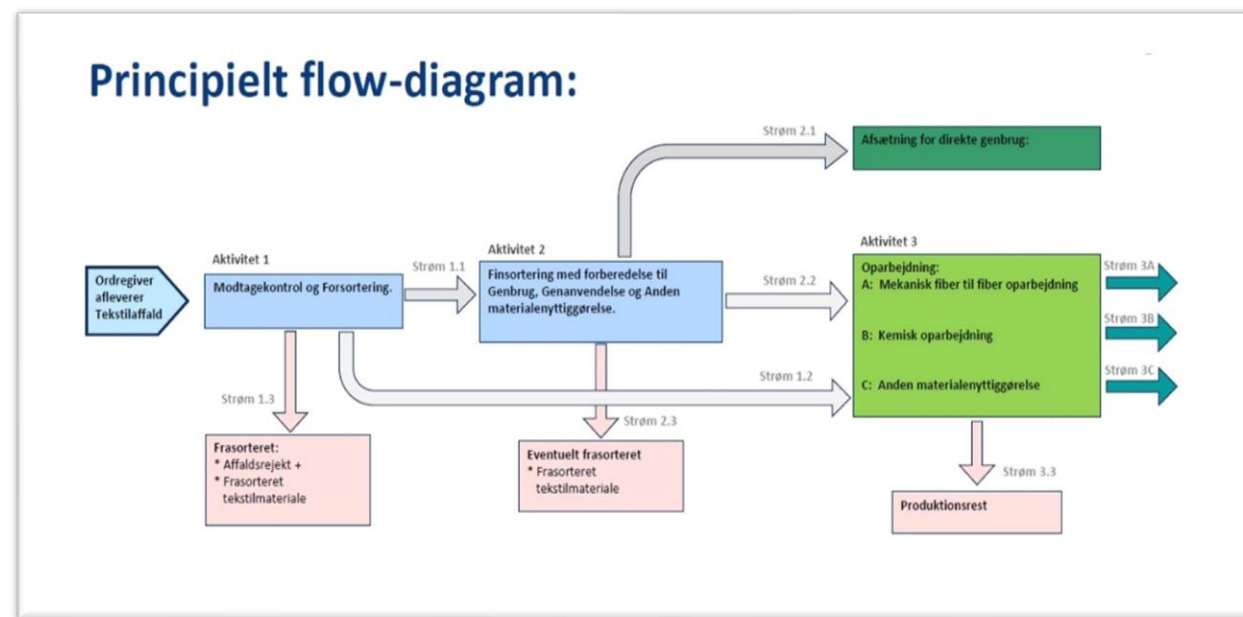 Principielt flow-diagram:
Strøm 2.1
Afsætning for direkte genbrug:
Aktivitet 1
Strøm 1.1
Aktivitet 2
Aktivitet 3
Ordregiver
afleverer
Tekstilaffald
Modtagekontrol og Forsortering.
Finsortering med forberedelse til
Genbrug, Genanvendelse og Anden
materialenyttiggørelse.
Strøm 2.2
Oparbejdning:
A: Mekanisk fiber til fiber oparbejdning
B: Kemisk oparbejdning
C: Anden materialenyttiggørelse
Strøm 3A
Strøm 3B
Strøm 3C
Strøm 1.2
Strøm 1.3
Strøm 2.3
Frasorteret:
* Affaldsrejekt +
* Frasorteret
tekstilmateriale
Eventuelt frasorteret
* Frasorteret
tekstilmateriale
Strøm 3.3
Produktionsrest